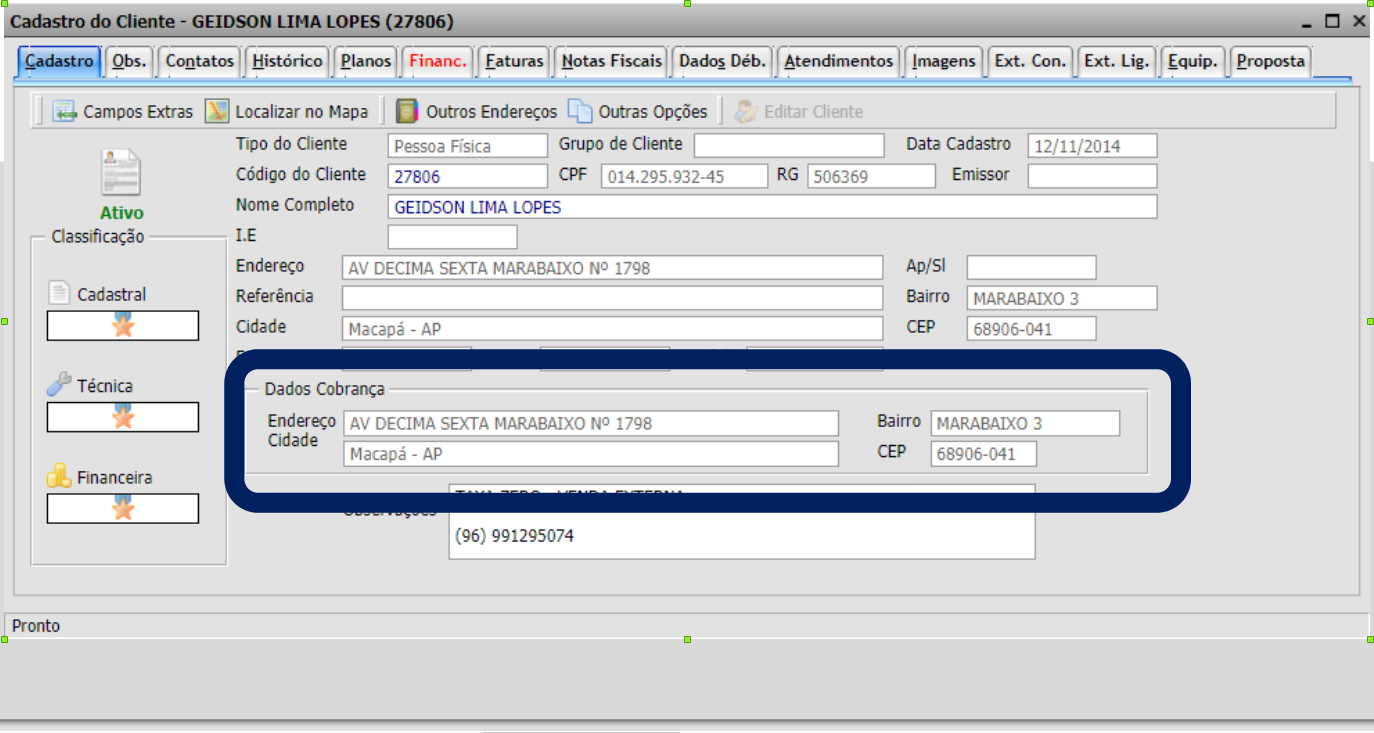 Cadastro do Cliente - GEIDSON LIMA LOPES (27806)
Cadastro Obs. Contatos Histórico Planos Financ. Faturas Notas Fiscais Dados Déb. Atendimentos Imagens Ext. Con. Ext. Lig. Equip. Proposta
Campos Extras Localizar no Mapa Outros Endereços Outras Opções Editar Cliente
Tipo do Cliente Pessoa Física Grupo de Cliente Data Cadastro 12/11/2014
Código do Cliente 27806 CPF 014.295.932-45 RG 506369 Emissor
Ativo
Nome Completo GEIDSON LIMA LOPES
Classificação
I.E
Endereço AV DECIMA SEXTA MARABAIXO Nº 1798 Ap/Sl
Cadastral
Referência Bairro MARABAIXO 3
Cidade Macapá - AP CEP 68906-041
Técnica
Dados Cobrança
Endereço AV DECIMA SEXTA MARABAIXO Nº 1798 Bairro MARABAIXO 3
Cidade Macapá - AP CEP 68906-041
Financeira
TAXA ZERO - VENDA EXTERNA
Observações
(96) 991295074
Pronto